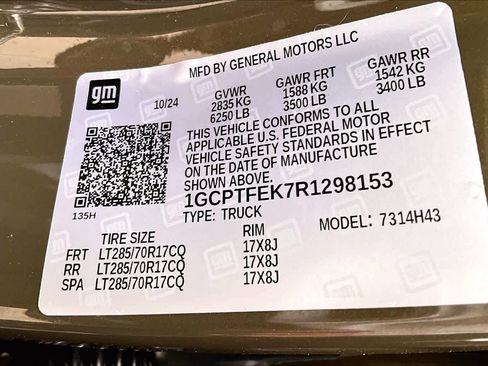 MFD BY GENERAL MOTORS LLC
gm
10/24
GVWR GAWR FRT GAWR RR
2835 KG 1588 KG 1542 KG
6250 LB 3500 LB 3400 LB
THIS VEHICLE CONFORMS TO ALL
APPLICABLE U.S. FEDERAL MOTOR
VEHICLE SAFETY STANDARDS IN EFFECT
ON THE DATE OF MANUFACTURE
SHOWN ABOVE.
1GCPTFEK7R1298153
135H
TYPE: TRUCK MODEL: 7314H43
TIRE SIZE RIM
FRT LT285/70R17CQ 17X8J
RR LT285/70R17CQ 17X8J
SPA LT285/70R17CQ 17X8J